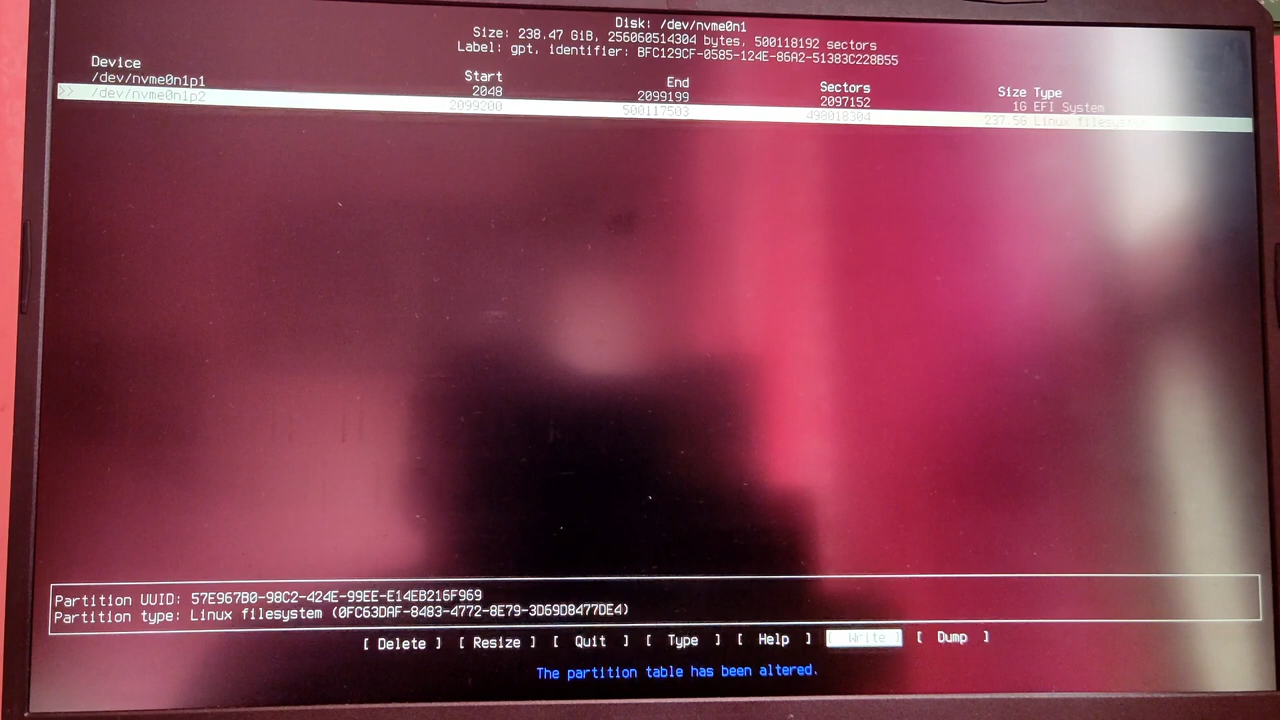 Disk: /dev/nvme0n1
Size: 238.47 GiB, 256060514304 bytes, 500118192 sectors
Label: gpt, identifier: BFC129CF-0585-124E-86A2-51383C228B55
Device Start End Sectors Size Type
/dev/nvme0n1p1 2048 2099199 2097152 1G EFI System
>> /dev/nvme0n1p2 2099200 500117503 498018304 237.5G Linux filesystem
Partition UUID: 57E967B0-98C2-424E-99EE-E14EB216F969
Partition type: Linux filesystem (0FC63DAF-8483-4772-8E79-3D69D8477DE4)
[ Delete ] [ Resize ] [ Quit ] [ Type ] [ Help ] [ Write ] [ Dump ]
The partition table has been altered.